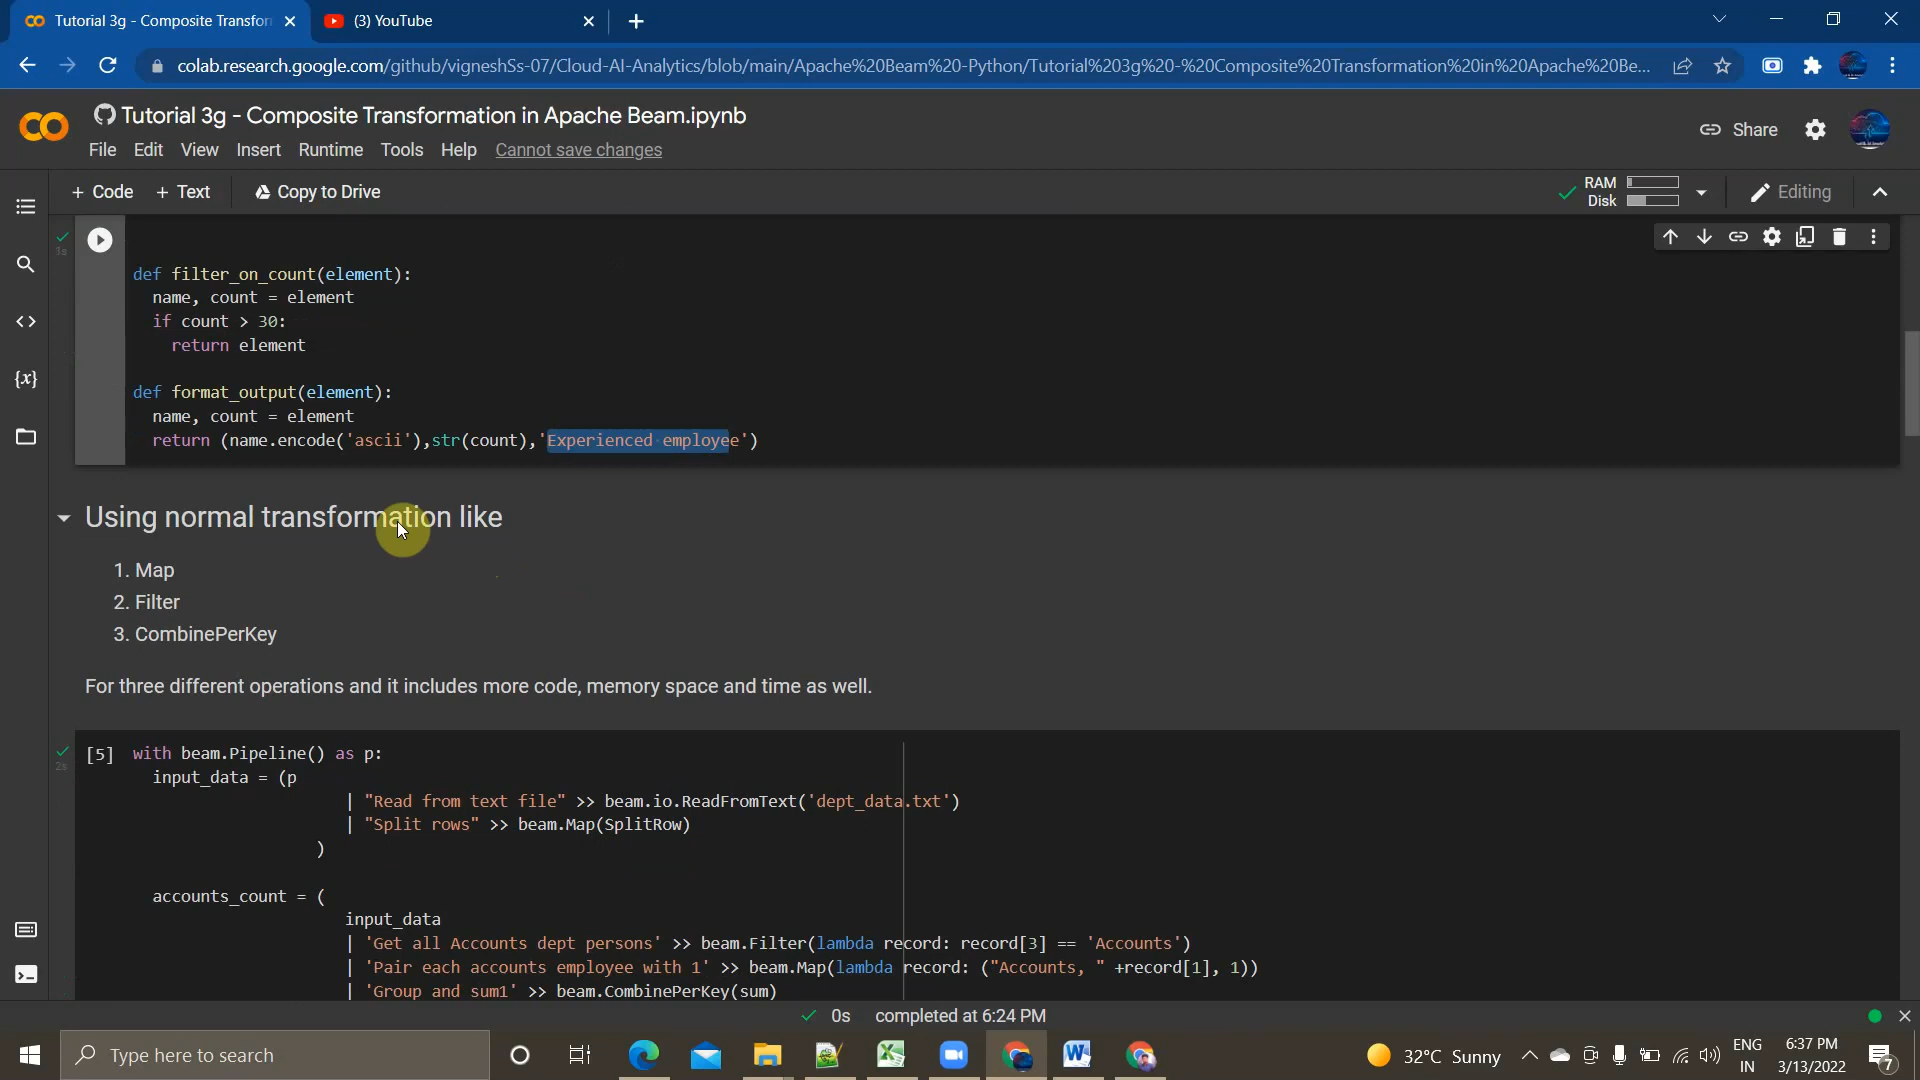 Tutorial 3g - Composite Transfor
(3) YouTube
colab.research.google.com/github/vigneshSs-07/Cloud-AI-Analytics/blob/main/Apache%20Beam%20-Python/Tutorial%203g%20-%20Composite%20Transformation%20in%20Apache%20Be...
Tutorial 3g - Composite Transformation in Apache Beam.ipynb
File Edit View Insert Runtime Tools Help Cannot save changes
Share
+ Code + Text Copy to Drive
RAM
Disk
Editing
1s
def filter_on_count(element):
name, count = element
if count > 30:
return element
def format_output(element):
name, count = element
return (name.encode('ascii'),str(count),'Experienced employee')
Using normal transformation like
1. Map
2. Filter
3. CombinePerKey
For three different operations and it includes more code, memory space and time as well.
[5] with beam.Pipeline() as p:
2s
input_data = (p
| "Read from text file" >> beam.io.ReadFromText('dept_data.txt')
| "Split rows" >> beam.Map(SplitRow)
)
accounts_count = (
input_data
| 'Get all Accounts dept persons' >> beam.Filter(lambda record: record[3] == 'Accounts')
| 'Pair each accounts employee with 1' >> beam.Map(lambda record: ("Accounts, " +record[1], 1))
| 'Group and sum1' >> beam.CombinePerKey(sum)
0s completed at 6:24 PM
Type here to search
32°C Sunny
ENG
IN
6:37 PM
3/13/2022
7